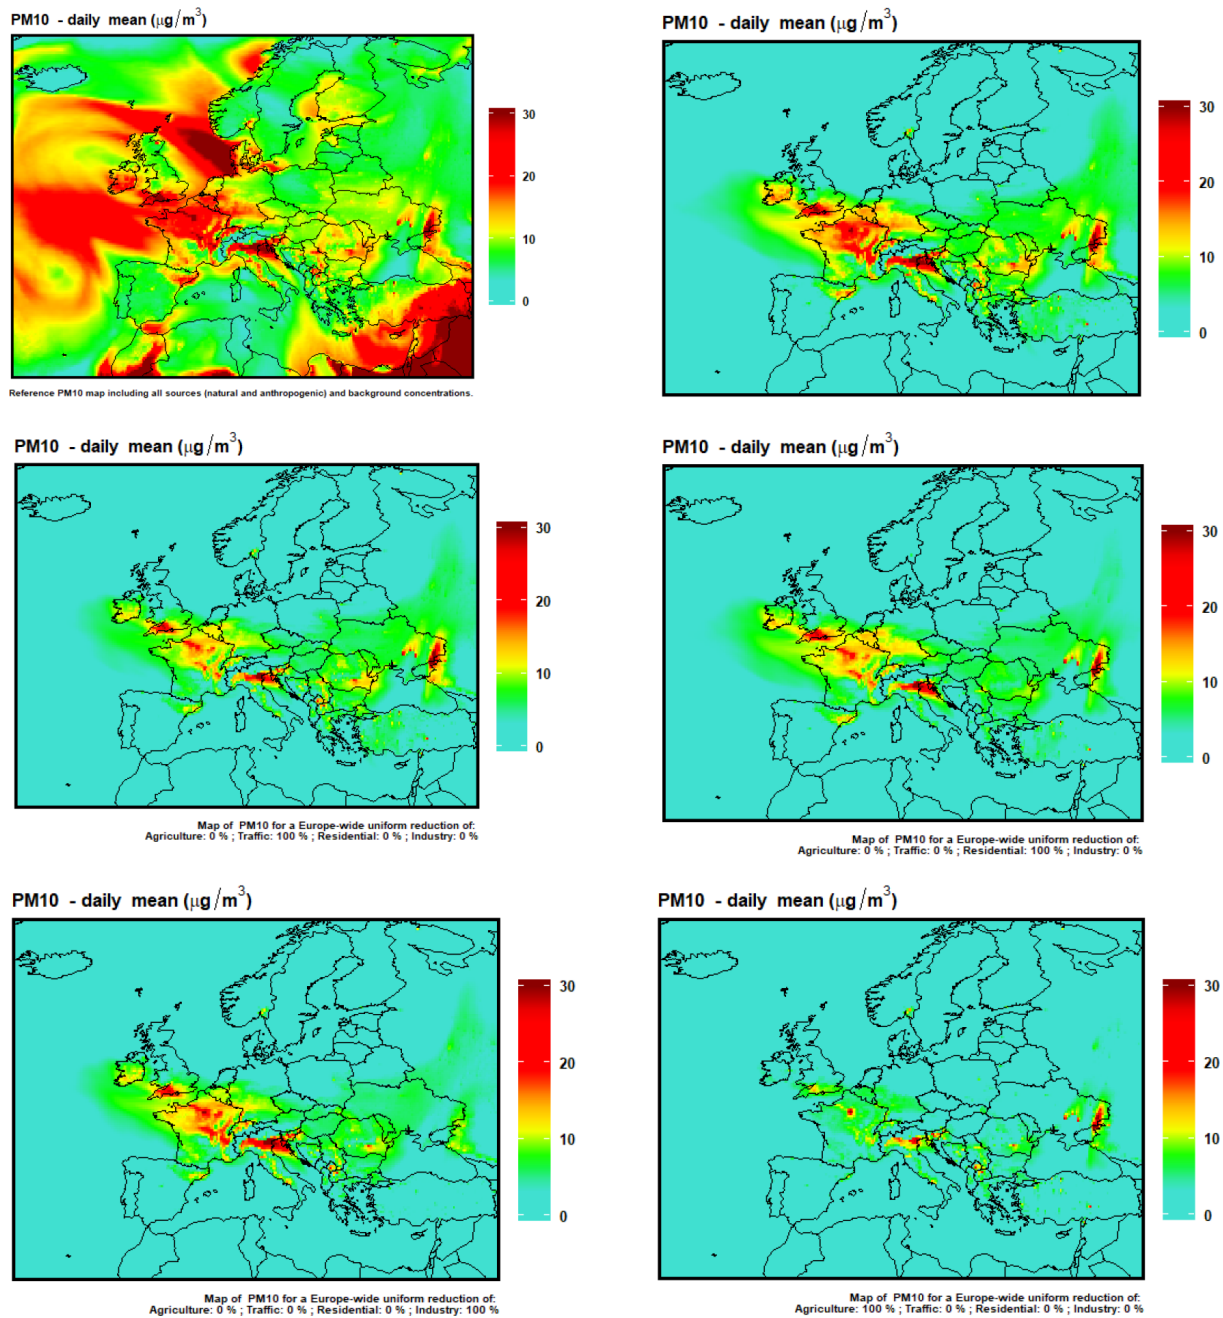 PM10 - daily mean (μg/m³)
30
20
10
0
Reference PM10 map including all sources (natural and anthropogenic) and background concentrations.
PM10 - daily mean (μg/m³)
30
20
10
0
PM10 - daily mean (μg/m³)
30
20
10
0
Map of PM10 for a Europe-wide uniform reduction of:
Agriculture: 0 % ; Traffic: 100 % ; Residential: 0 % ; Industry: 0 %
PM10 - daily mean (μg/m³)
30
20
10
0
Map of PM10 for a Europe-wide uniform reduction of:
Agriculture: 0 % ; Traffic: 0 % ; Residential: 100 % ; Industry: 0 %
PM10 - daily mean (μg/m³)
30
20
10
0
Map of PM10 for a Europe-wide uniform reduction of:
Agriculture: 0 % ; Traffic: 0 % ; Residential: 0 % ; Industry: 100 %
PM10 - daily mean (μg/m³)
30
20
10
0
Map of PM10 for a Europe-wide uniform reduction of:
Agriculture: 100 % ; Traffic: 0 % ; Residential: 0 % ; Industry: 0 %